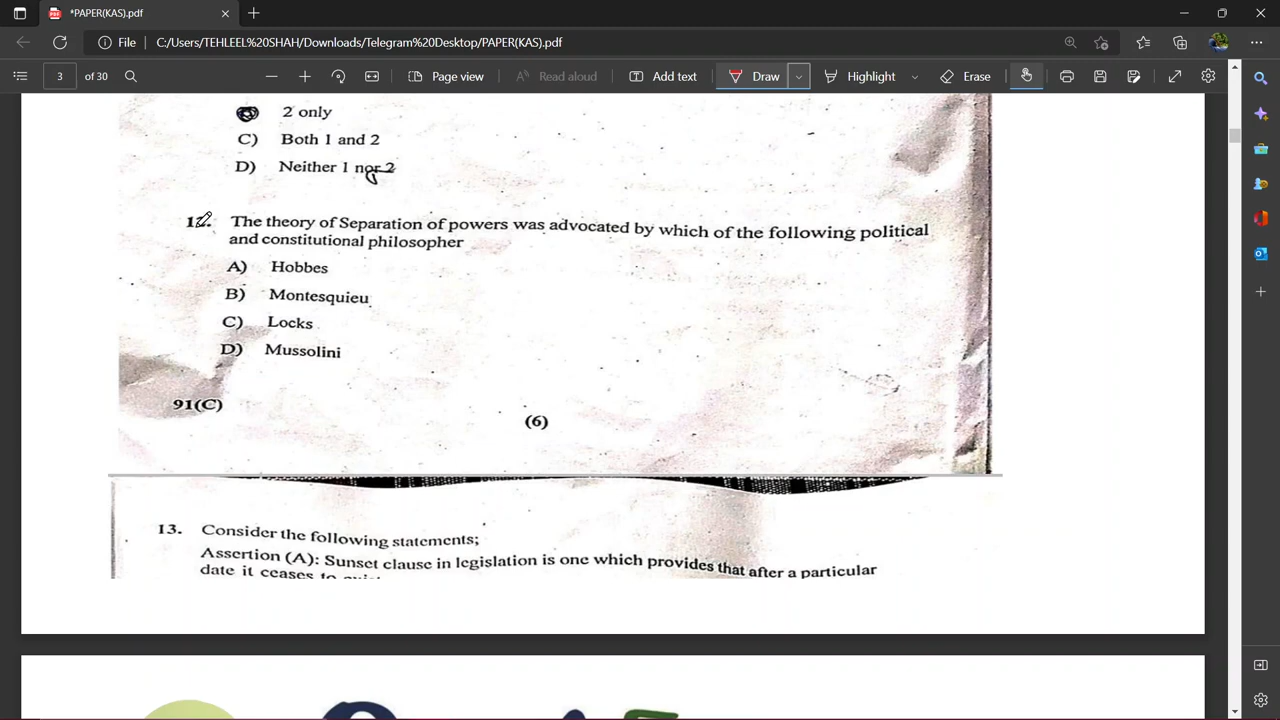 *PAPER(KAS).pdf
File C:/Users/TEHLEEL%20SHAH/Downloads/Telegram%20Desktop/PAPER(KAS).pdf
3 of 30 Page view Read aloud Add text Draw Highlight Erase
2 only
C) Both 1 and 2
D) Neither 1 nor 2
12. The theory of Separation of powers was advocated by which of the following political
and constitutional philosopher
A) Hobbes
B) Montesquieu
C) Locks
D) Mussolini
91(C)
(6)
13. Consider the following statements;
Assertion (A): Sunset clause in legislation is one which provides that after a particular
date it ceases to